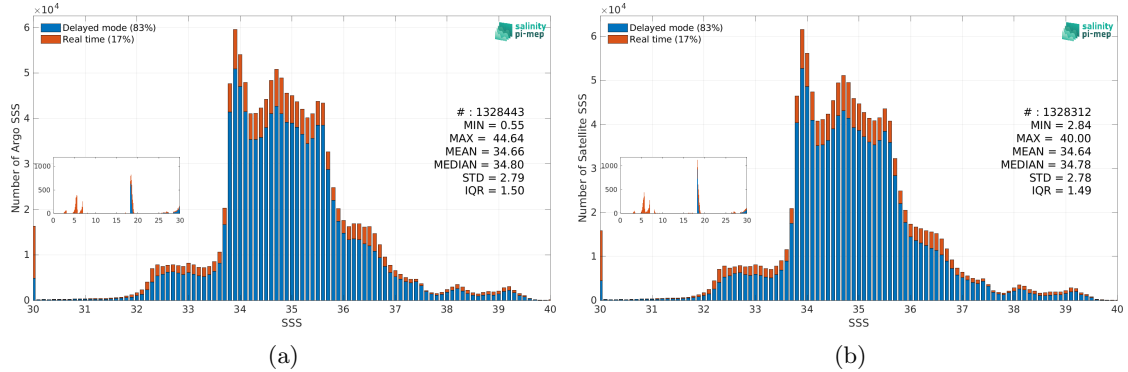 ×10⁴
6
5
4
3
2
1
0
Number of Argo SSS
Delayed mode (83%)
Real time (17%)
salinity
pi-mep
# : 1328443
MIN = 0.55
MAX = 44.64
MEAN = 34.66
MEDIAN = 34.80
STD = 2.79
IQR = 1.50
1000
500
0
0 5 10 15 20 25 30
30 31 32 33 34 35 36 37 38 39 40
SSS
(a)
×10⁴
6
5
4
3
2
1
0
Number of Satellite SSS
Delayed mode (83%)
Real time (17%)
salinity
pi-mep
# : 1328312
MIN = 2.84
MAX = 40.00
MEAN = 34.64
MEDIAN = 34.78
STD = 2.78
IQR = 1.49
1000
500
0
0 5 10 15 20 25 30
30 31 32 33 34 35 36 37 38 39 40
SSS
(b)